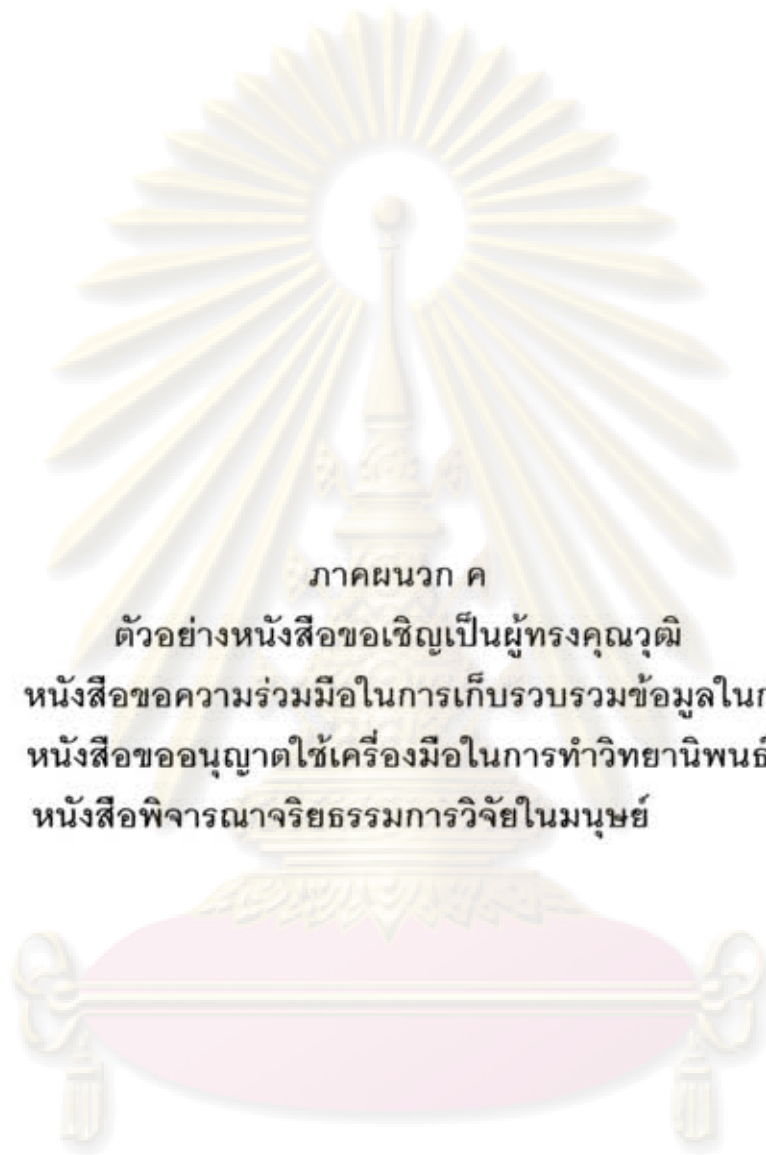 ภาคผนวก ค
ตัวอย่างหนังสือขอเชิญเป็นผู้ทรงคุณวุฒิ
หนังสือขอความร่วมมือในการเก็บรวบรวมข้อมูลใน
หนังสือขออนุญาตใช้เครื่องมือในการทำวิทยานิพนธ์
หนังสือพิจารณาจริยธรรมการวิจัยในมนุษย์